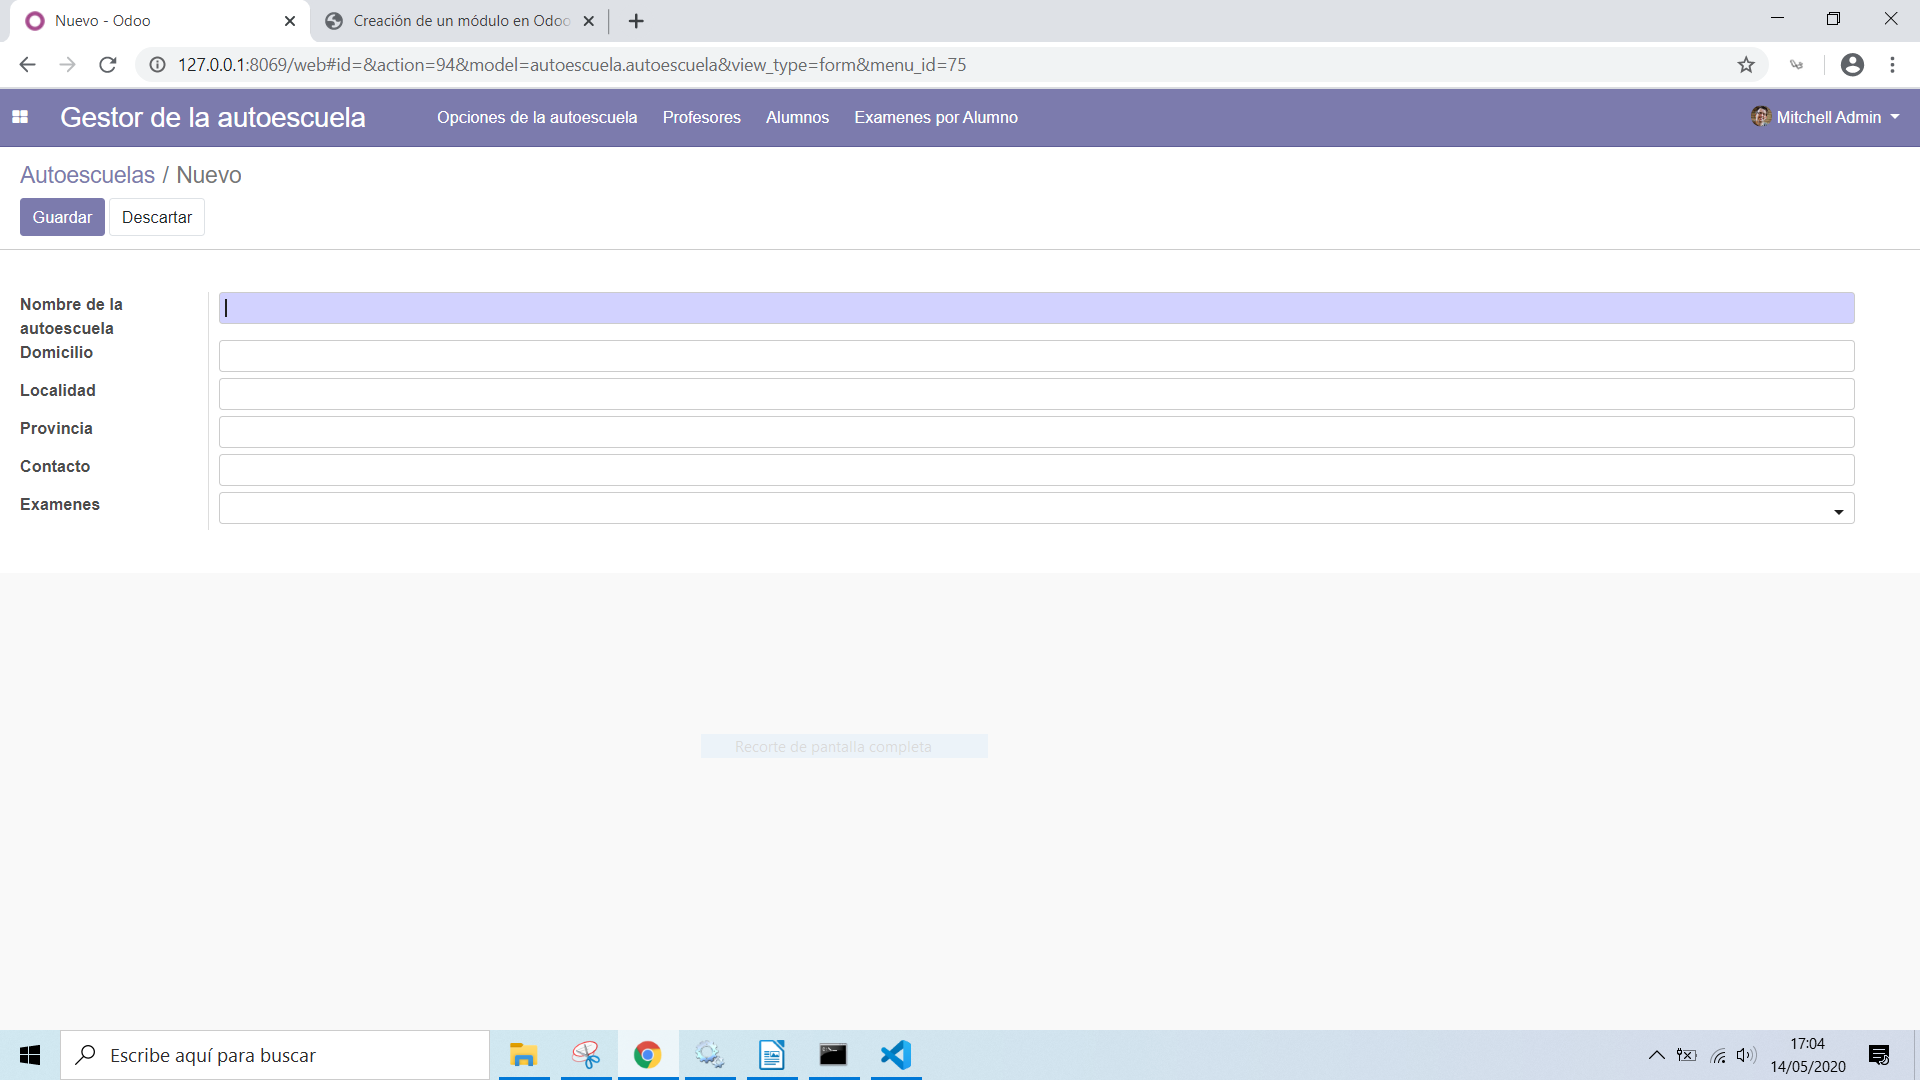 Nuevo - Odoo
Creación de un módulo en Odoo
127.0.0.1:8069/web#id=&action=94&model=autoescuela.autoescuela&view_type=form&menu_id=75
Gestor de la autoescuela
Opciones de la autoescuela
Profesores
Alumnos
Examenes por Alumno
Mitchell Admin
Autoescuelas / Nuevo
Guardar
Descartar
Nombre de la
autoescuela
Domicilio
Localidad
Provincia
Contacto
Examenes
Recorte de pantalla completa
Escribe aquí para buscar
17:04
14/05/2020